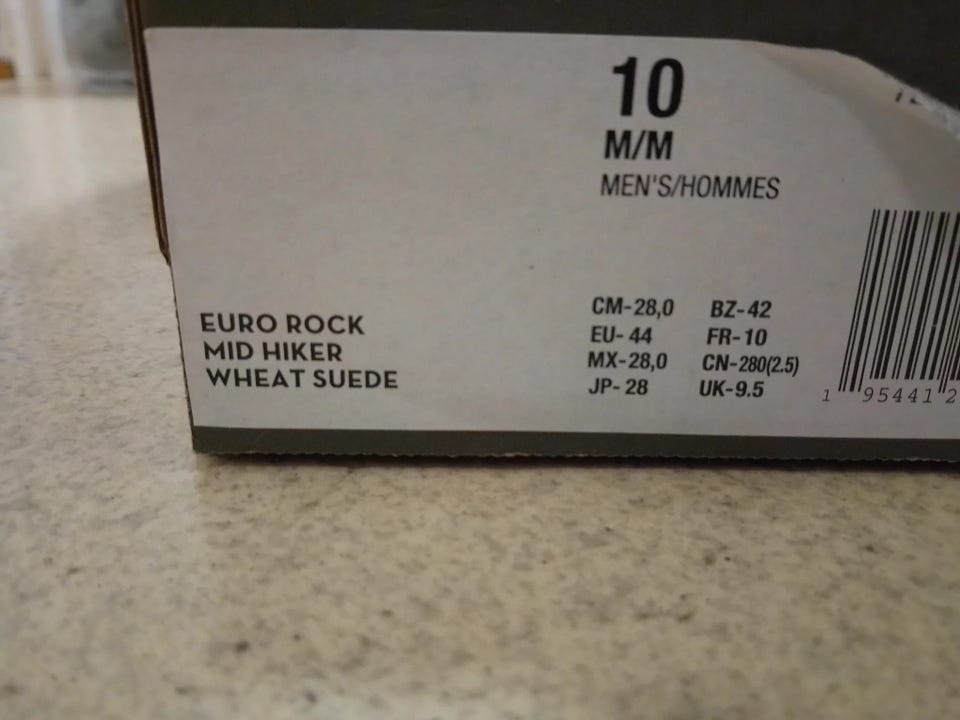 10
M/M
MEN'S/HOMMES
EURO ROCK
MID HIKER
WHEAT SUEDE
CM-28,0 BZ-42
EU-44 FR-10
MX-28,0 CN-280(2.5)
JP-28 UK-9.5
1 95441 2